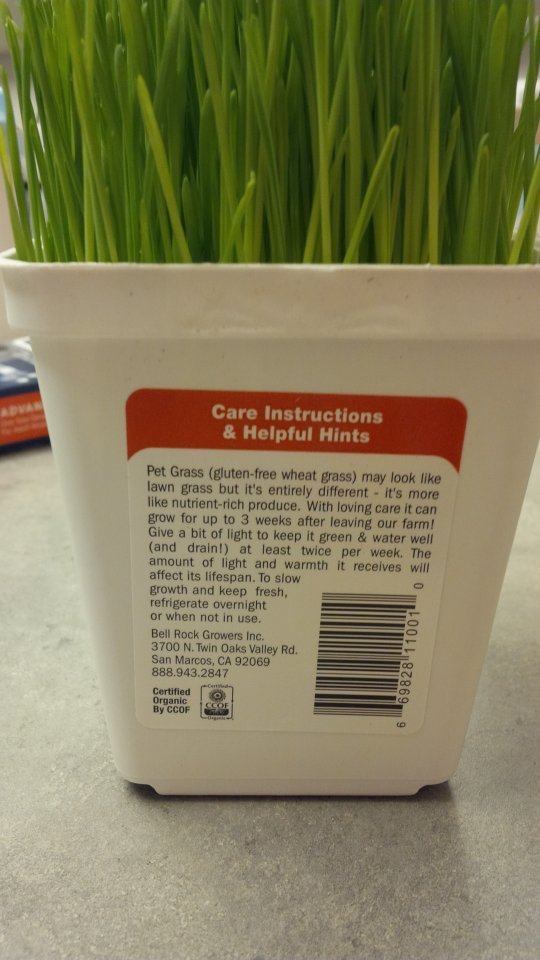 Care Instructions
& Helpful Hints
Pet Grass (gluten-free wheat grass) may look like
lawn grass but it's entirely different - it's more
like nutrient-rich produce. With loving care it can
grow for up to 3 weeks after leaving our farm!
Give a bit of light to keep it green & water well
(and drain!) at least twice per week. The
amount of light and warmth it receives will
affect its lifespan. To slow
growth and keep fresh,
refrigerate overnight
or when not in use.
Bell Rock Growers Inc.
3700 N. Twin Oaks Valley Rd.
San Marcos, CA 92069
888.943.2847
Certified
Organic
By CCOF
Certified
CCOF
Organic
6 69828 11001 0
ADVAN